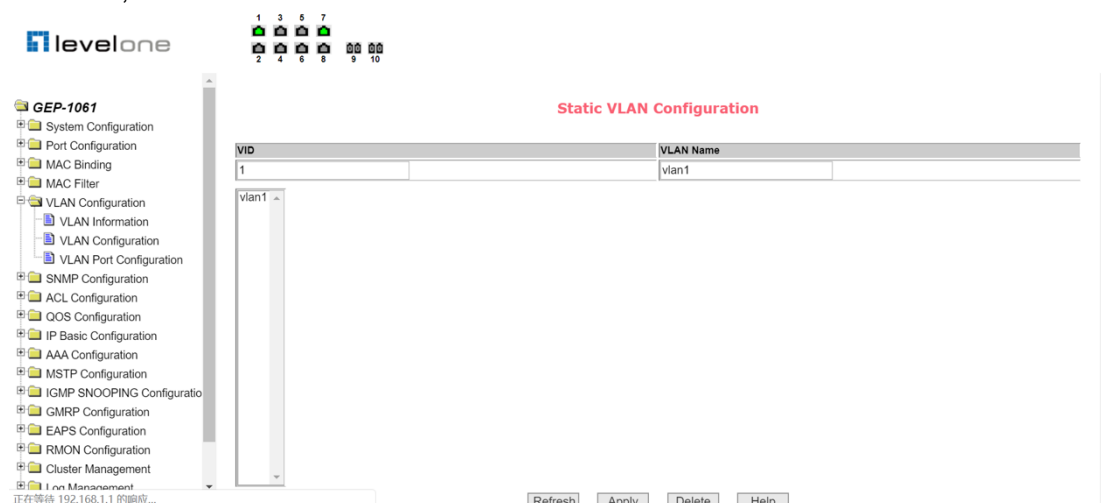 1 3 5 7
levelone
2 4 6 8 9 10
GEP-1061
Static VLAN Configuration
System Configuration
Port Configuration
MAC Binding
MAC Filter
VLAN Configuration
VLAN Information
VLAN Configuration
VLAN Port Configuration
SNMP Configuration
ACL Configuration
QOS Configuration
IP Basic Configuration
AAA Configuration
MSTP Configuration
IGMP SNOOPING Configuratio
GMRP Configuration
EAPS Configuration
RMON Configuration
Cluster Management
Log Management
正在等待 192.168.1.1 的响应...
VID VLAN Name
1 vlan1
vlan1
Refresh Apply Delete Help